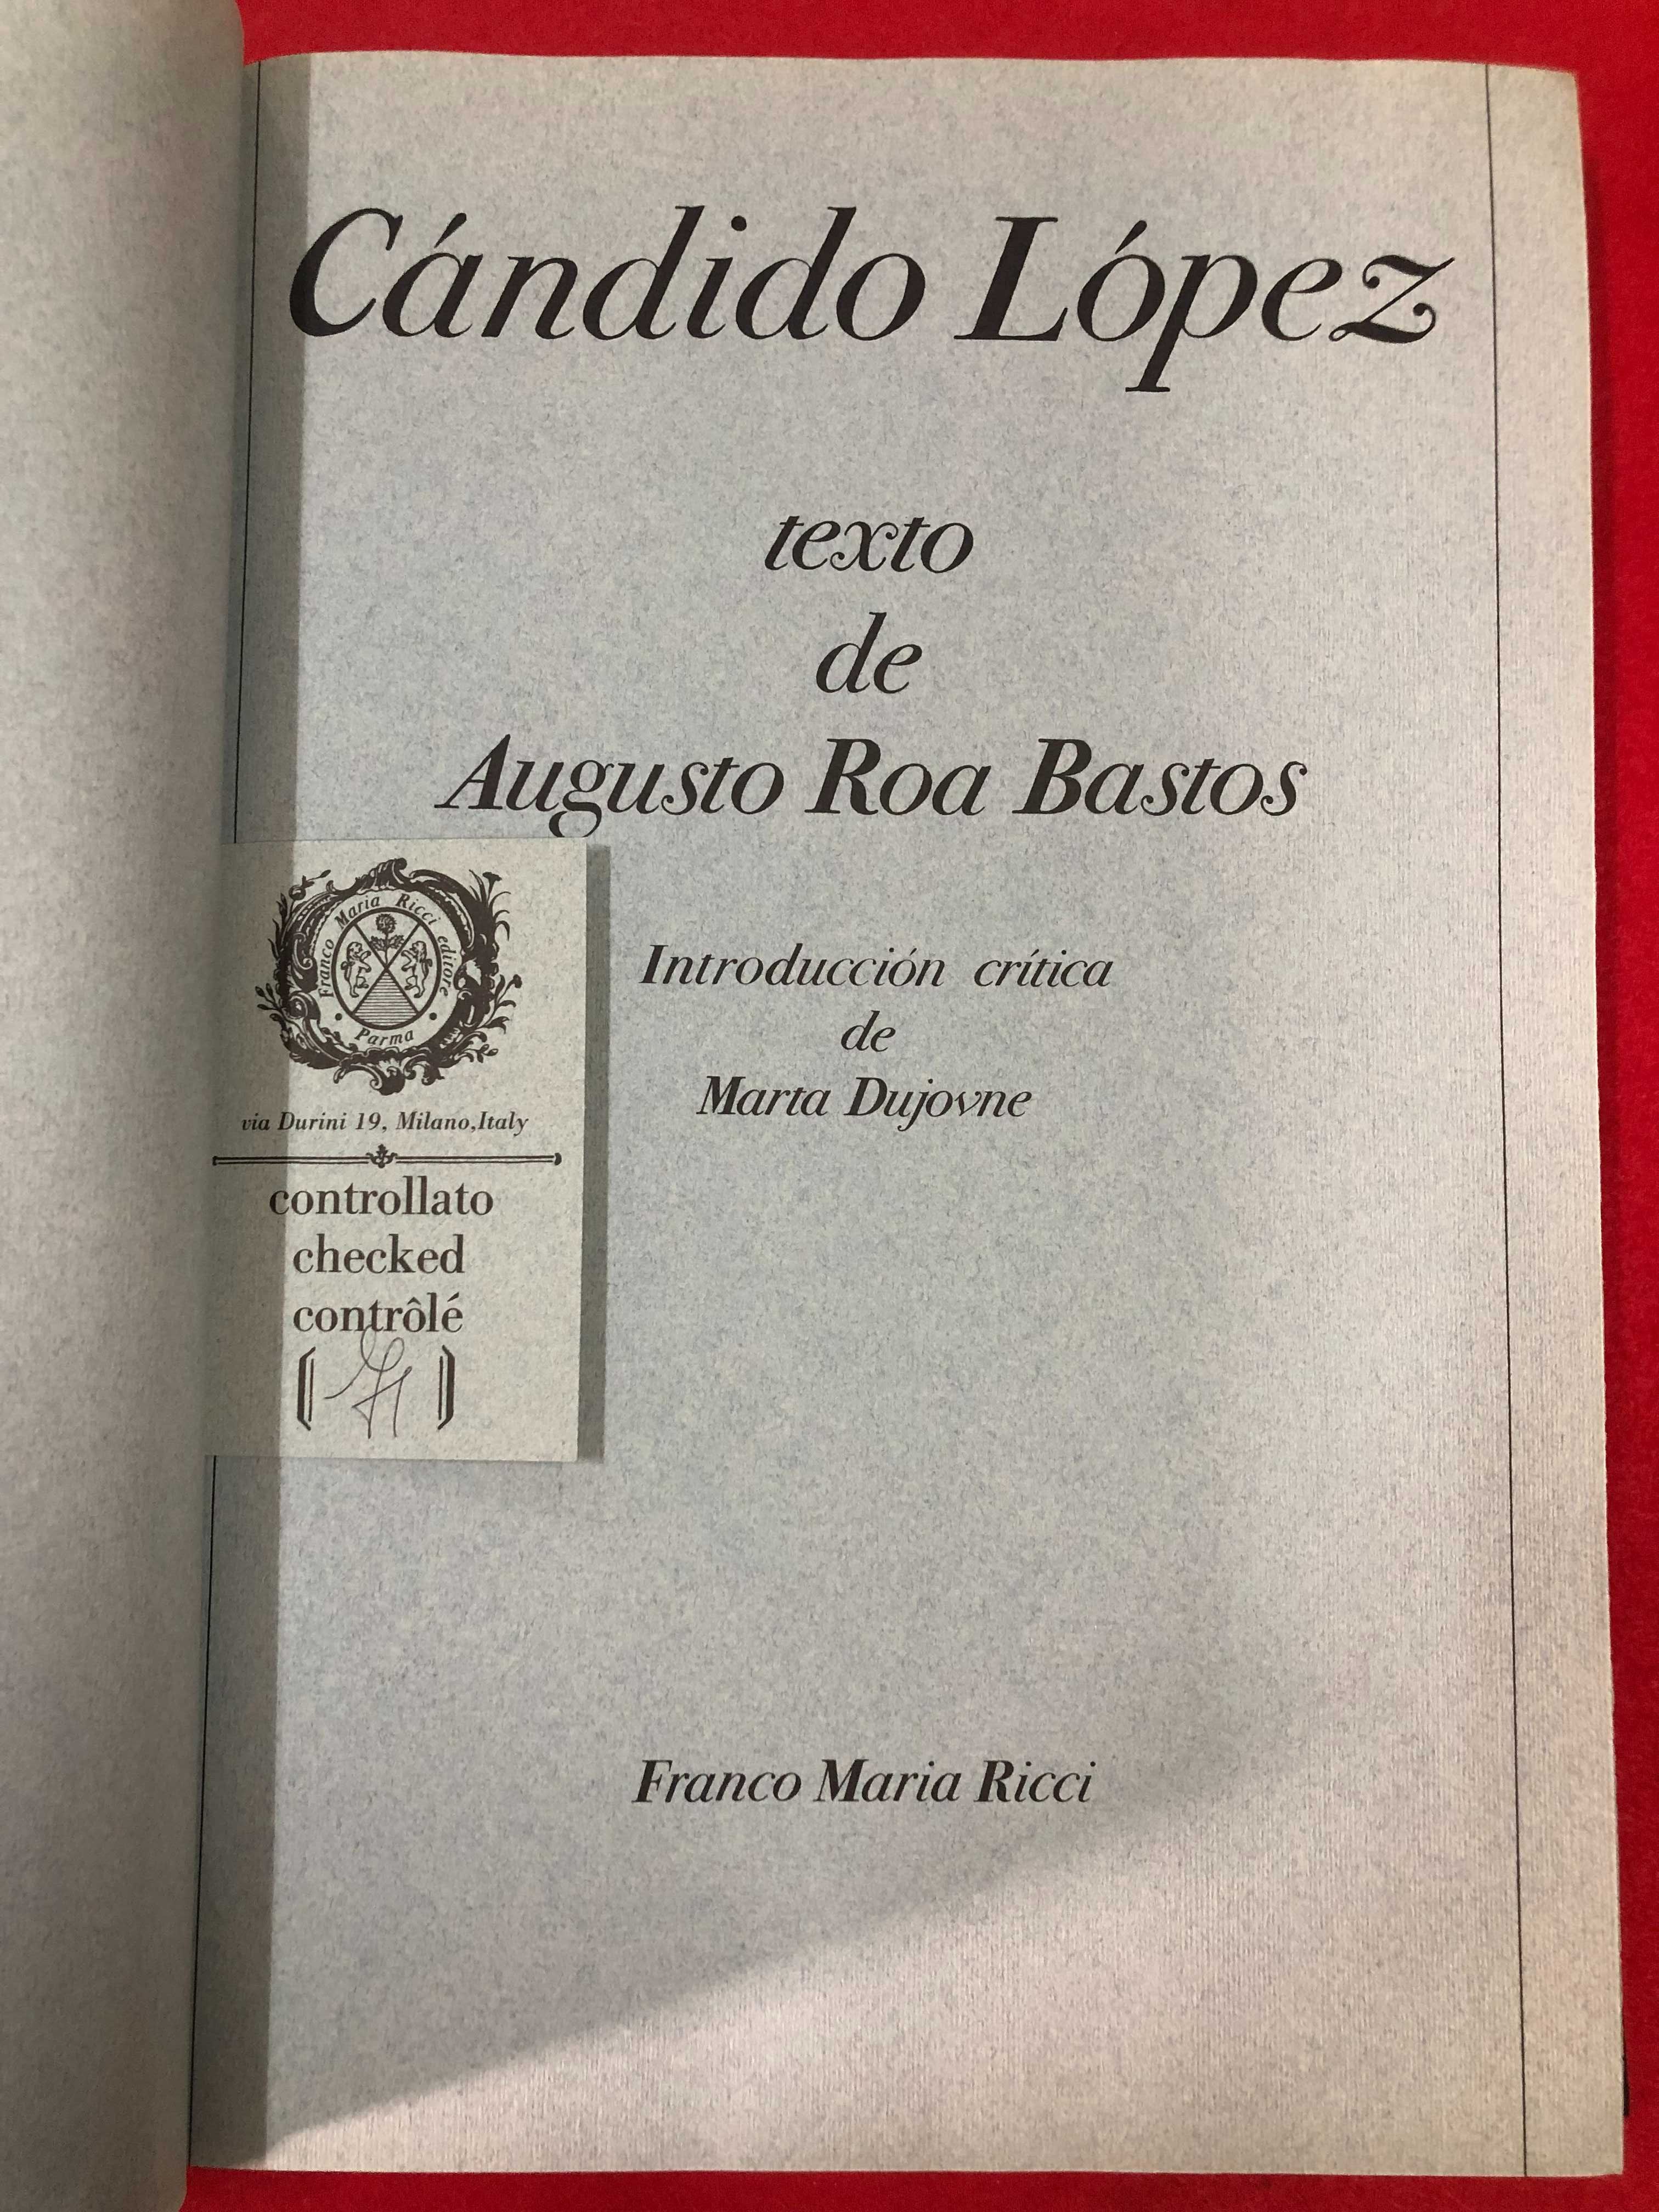 Cándido López
texto
de
Augusto Roa Bastos
Introducción crítica
de
Marta Dujovne
Franco Maria Ricci editore
Parma
via Durini 19, Milano, Italy
controllato
checked
contrôlé
Franco Maria Ricci